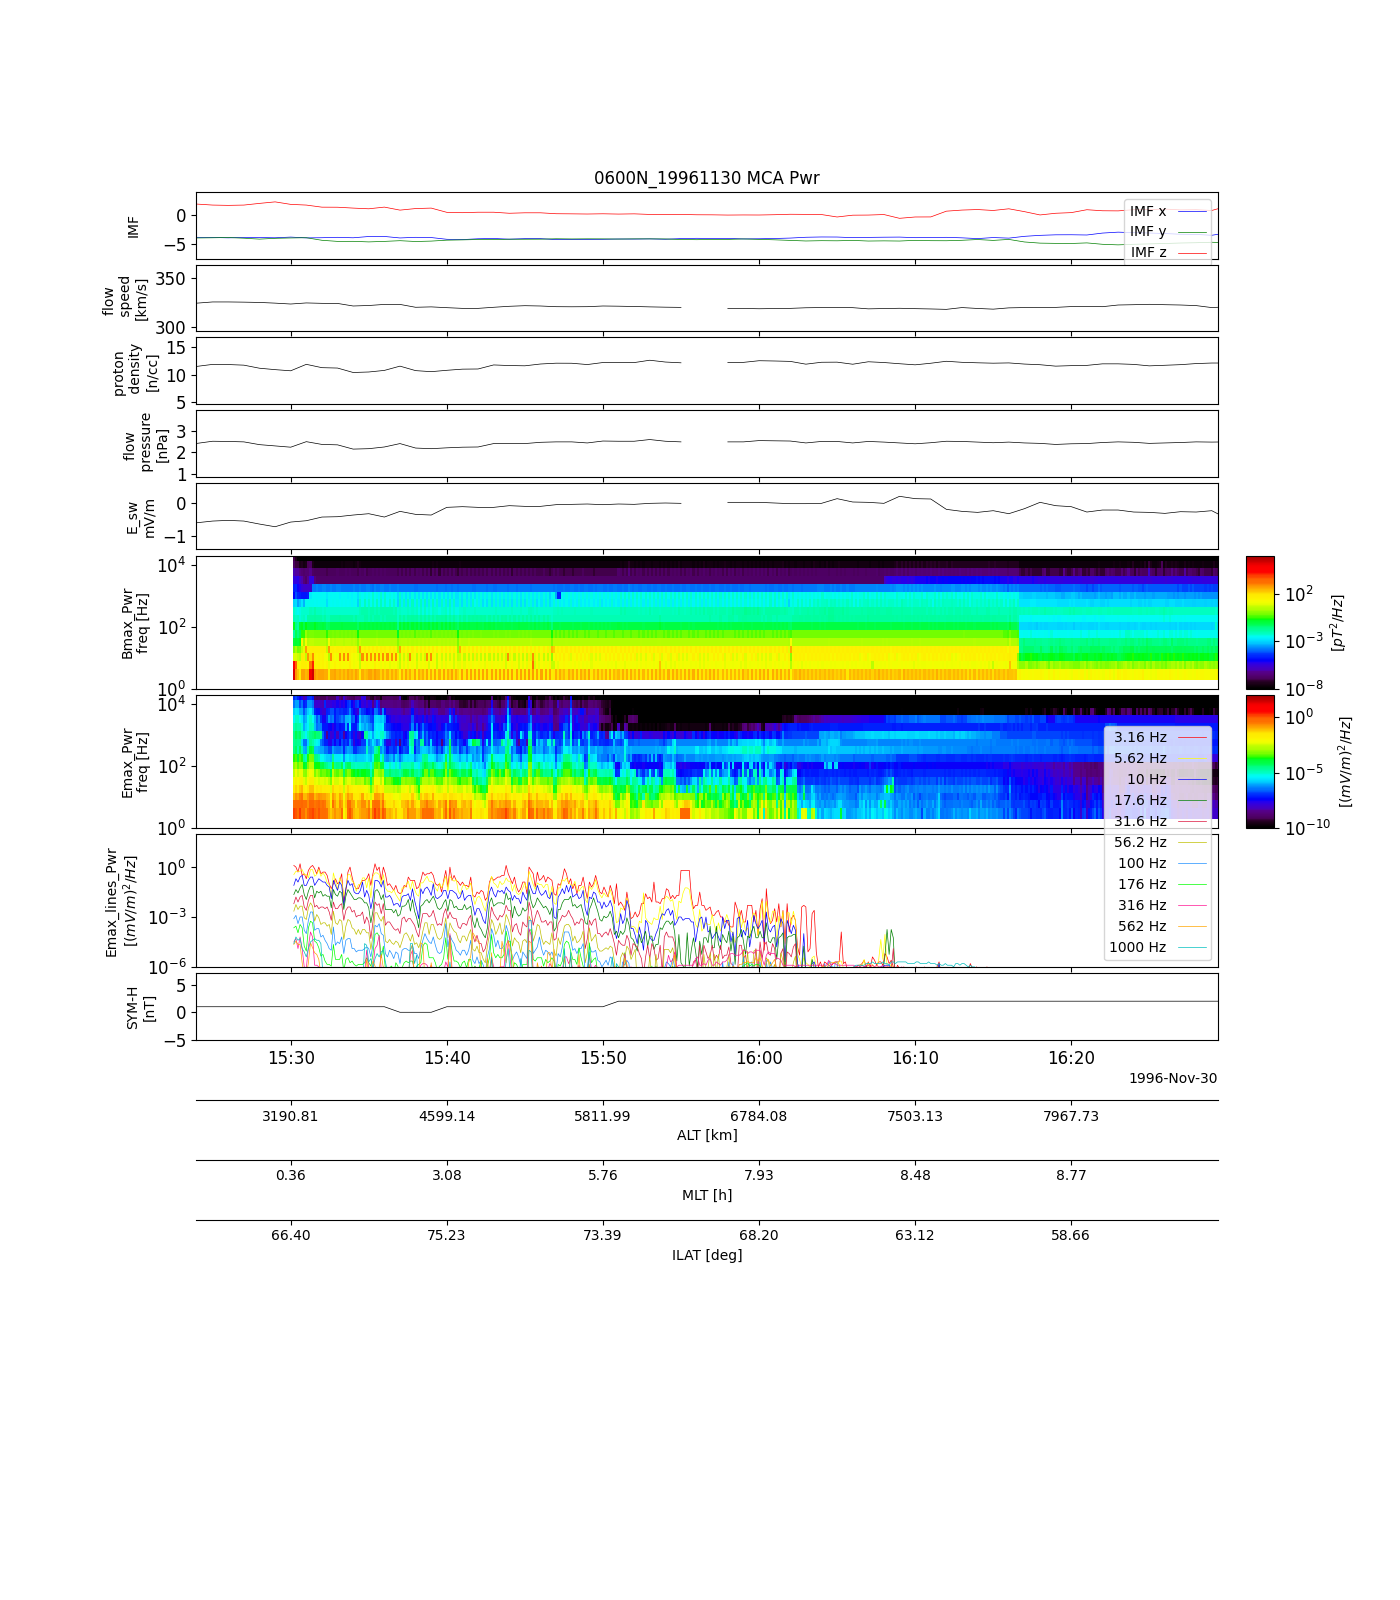 0600N_19961130 MCA Pwr
IMF
0
−5
IMF x
IMF y
IMF z
flow
speed
[km/s]
350
300
proton
density
[n/cc]
15
10
5
flow
pressure
[nPa]
3
2
1
E_sw
mV/m
0
−1
Bmax_Pwr
freq [Hz]
10^4
10^2
10^0
10^2
10^−3
10^−8
[pT^2/Hz]
Emax_Pwr
freq [Hz]
10^4
10^2
10^0
10^0
10^−5
10^−10
[(mV/m)^2/Hz]
3.16 Hz
5.62 Hz
10 Hz
17.6 Hz
31.6 Hz
56.2 Hz
100 Hz
176 Hz
316 Hz
562 Hz
1000 Hz
Emax_lines_Pwr
[(mV/m)^2/Hz]
10^0
10^−3
10^−6
SYM-H
[nT]
5
0
−5
15:30 15:40 15:50 16:00 16:10 16:20
1996-Nov-30
3190.81 4599.14 5811.99 6784.08 7503.13 7967.73
ALT [km]
0.36 3.08 5.76 7.93 8.48 8.77
MLT [h]
66.40 75.23 73.39 68.20 63.12 58.66
ILAT [deg]